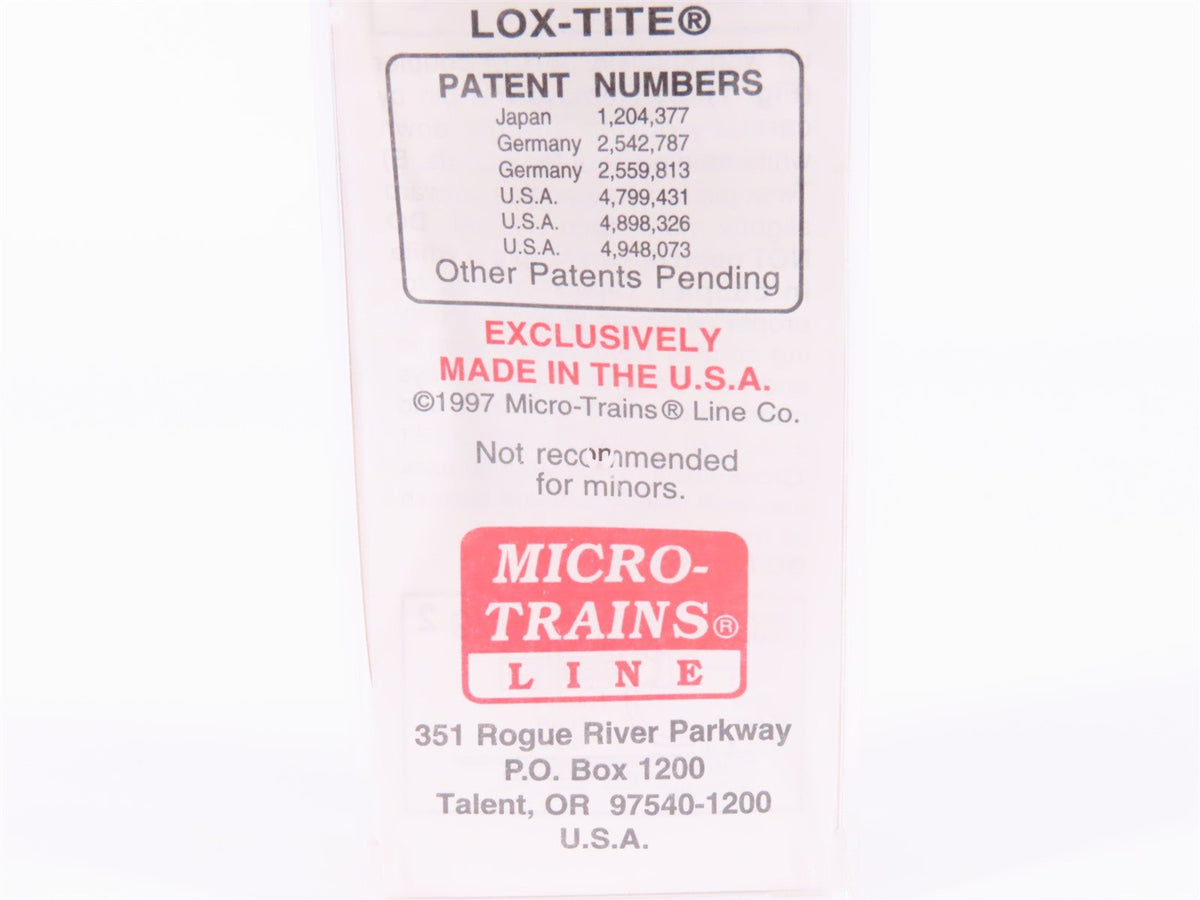 LOX-TITE®
PATENT NUMBERS
Japan 1,204,377
Germany 2,542,787
Germany 2,559,813
U.S.A. 4,799,431
U.S.A. 4,898,326
U.S.A. 4,948,073
Other Patents Pending
EXCLUSIVELY
MADE IN THE U.S.A.
©1997 Micro-Trains® Line Co.
Not recommended
for minors.
MICRO-
TRAINS®
LINE
351 Rogue River Parkway
P.O. Box 1200
Talent, OR 97540-1200
U.S.A.